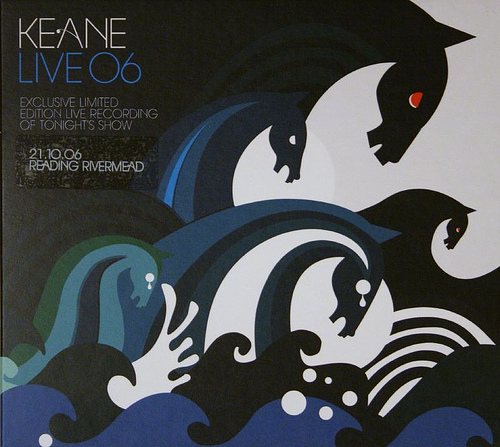 KEANE
LIVE 06
EXCLUSIVE LIMITED
EDITION LIVE RECORDING
OF TONIGHT'S SHOW
21.10.06
READING RIVERMEAD